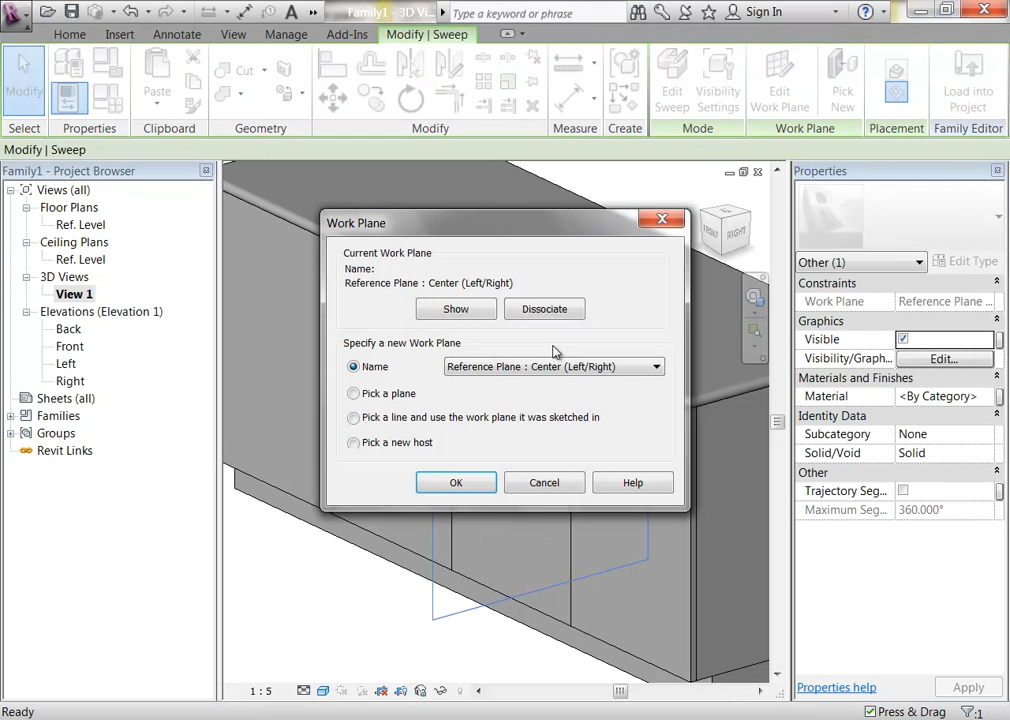 Family1 - 3D Vi...
Type a keyword or phrase
Sign In
Home Insert Annotate View Manage Add-Ins Modify | Sweep
Modify
Paste
Cut
Edit Sweep
Visibility Settings
Edit Work Plane
Pick New
Load into Project
Select Properties Clipboard Geometry Modify Measure Create Mode Work Plane Placement Family Editor
Modify | Sweep
Family1 - Project Browser
Views (all)
Floor Plans
Ref. Level
Ceiling Plans
Ref. Level
3D Views
View 1
Elevations (Elevation 1)
Back
Front
Left
Right
Sheets (all)
Families
Groups
Revit Links
FRONT RIGHT
Work Plane
Current Work Plane
Name:
Reference Plane : Center (Left/Right)
Show Dissociate
Specify a new Work Plane
Name Reference Plane : Center (Left/Right)
Pick a plane
Pick a line and use the work plane it was sketched in
Pick a new host
OK Cancel Help
Properties
Other (1) Edit Type
Constraints
Work Plane Reference Plane ...
Graphics
Visible
Visibility/Graph... Edit...
Materials and Finishes
Material <By Category>
Identity Data
Subcategory None
Solid/Void Solid
Other
Trajectory Seg...
Maximum Seg... 360.000°
Properties help Apply
1 : 5
Ready
Press & Drag :1